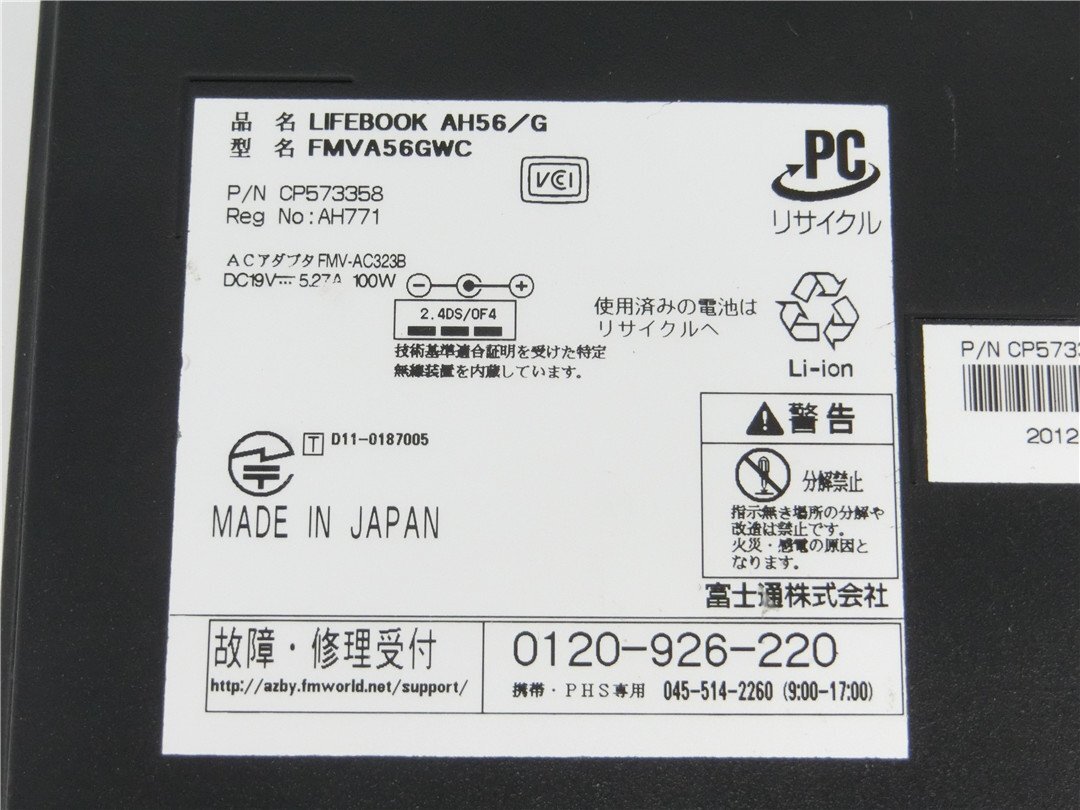 品名 LIFEBOOK AH56/G
型名 FMVA56GWC
P/N CP573358
Reg No:AH771
VCI
PC
リサイクル
ACアダプタ FMV-AC323B
DC19V 5.27A 100W
2.4DS/OF4
技術基準適合証明を受けた特定
無線装置を内蔵しています。
使用済みの電池は
リサイクルへ
Li-ion
T D11-0187005
MADE IN JAPAN
警告
分解禁止
指示無き場所の分解や
改造は禁止です。
火災・感電の原因と
なります。
富士通株式会社
故障・修理受付
http://azby.fmworld.net/support/
0120-926-220
携帯・PHS専用 045-514-2260 (9:00-17:00)
P/N CP573
2012